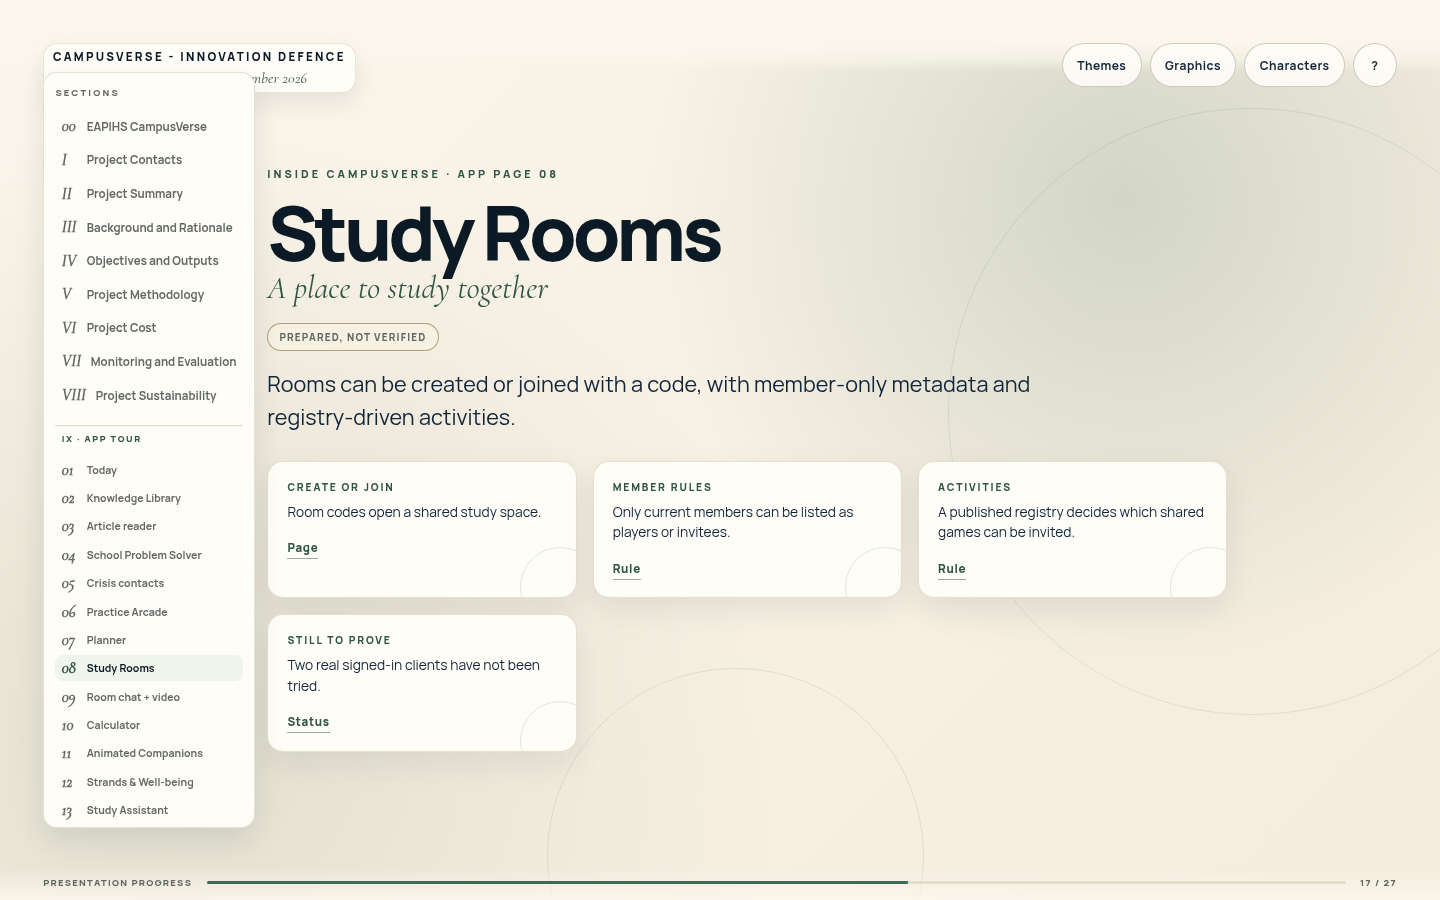 CAMPUSVERSE - INNOVATION DEFENCE
2026
Themes
Graphics
Characters
?
SECTIONS
00 EAPIHS CampusVerse
I Project Contacts
II Project Summary
III Background and Rationale
IV Objectives and Outputs
V Project Methodology
VI Project Cost
VII Monitoring and Evaluation
VIII Project Sustainability
IX · APP TOUR
01 Today
02 Knowledge Library
03 Article reader
04 School Problem Solver
05 Crisis contacts
06 Practice Arcade
07 Planner
08 Study Rooms
09 Room chat + video
10 Calculator
11 Animated Companions
12 Strands & Well-being
13 Study Assistant
INSIDE CAMPUSVERSE · APP PAGE 08
Study Rooms
A place to study together
PREPARED, NOT VERIFIED
Rooms can be created or joined with a code, with member-only metadata and
registry-driven activities.
CREATE OR JOIN
Room codes open a shared study space.
Page
MEMBER RULES
Only current members can be listed as
players or invitees.
Rule
ACTIVITIES
A published registry decides which shared
games can be invited.
Rule
STILL TO PROVE
Two real signed-in clients have not been
tried.
Status
PRESENTATION PROGRESS
17 / 27